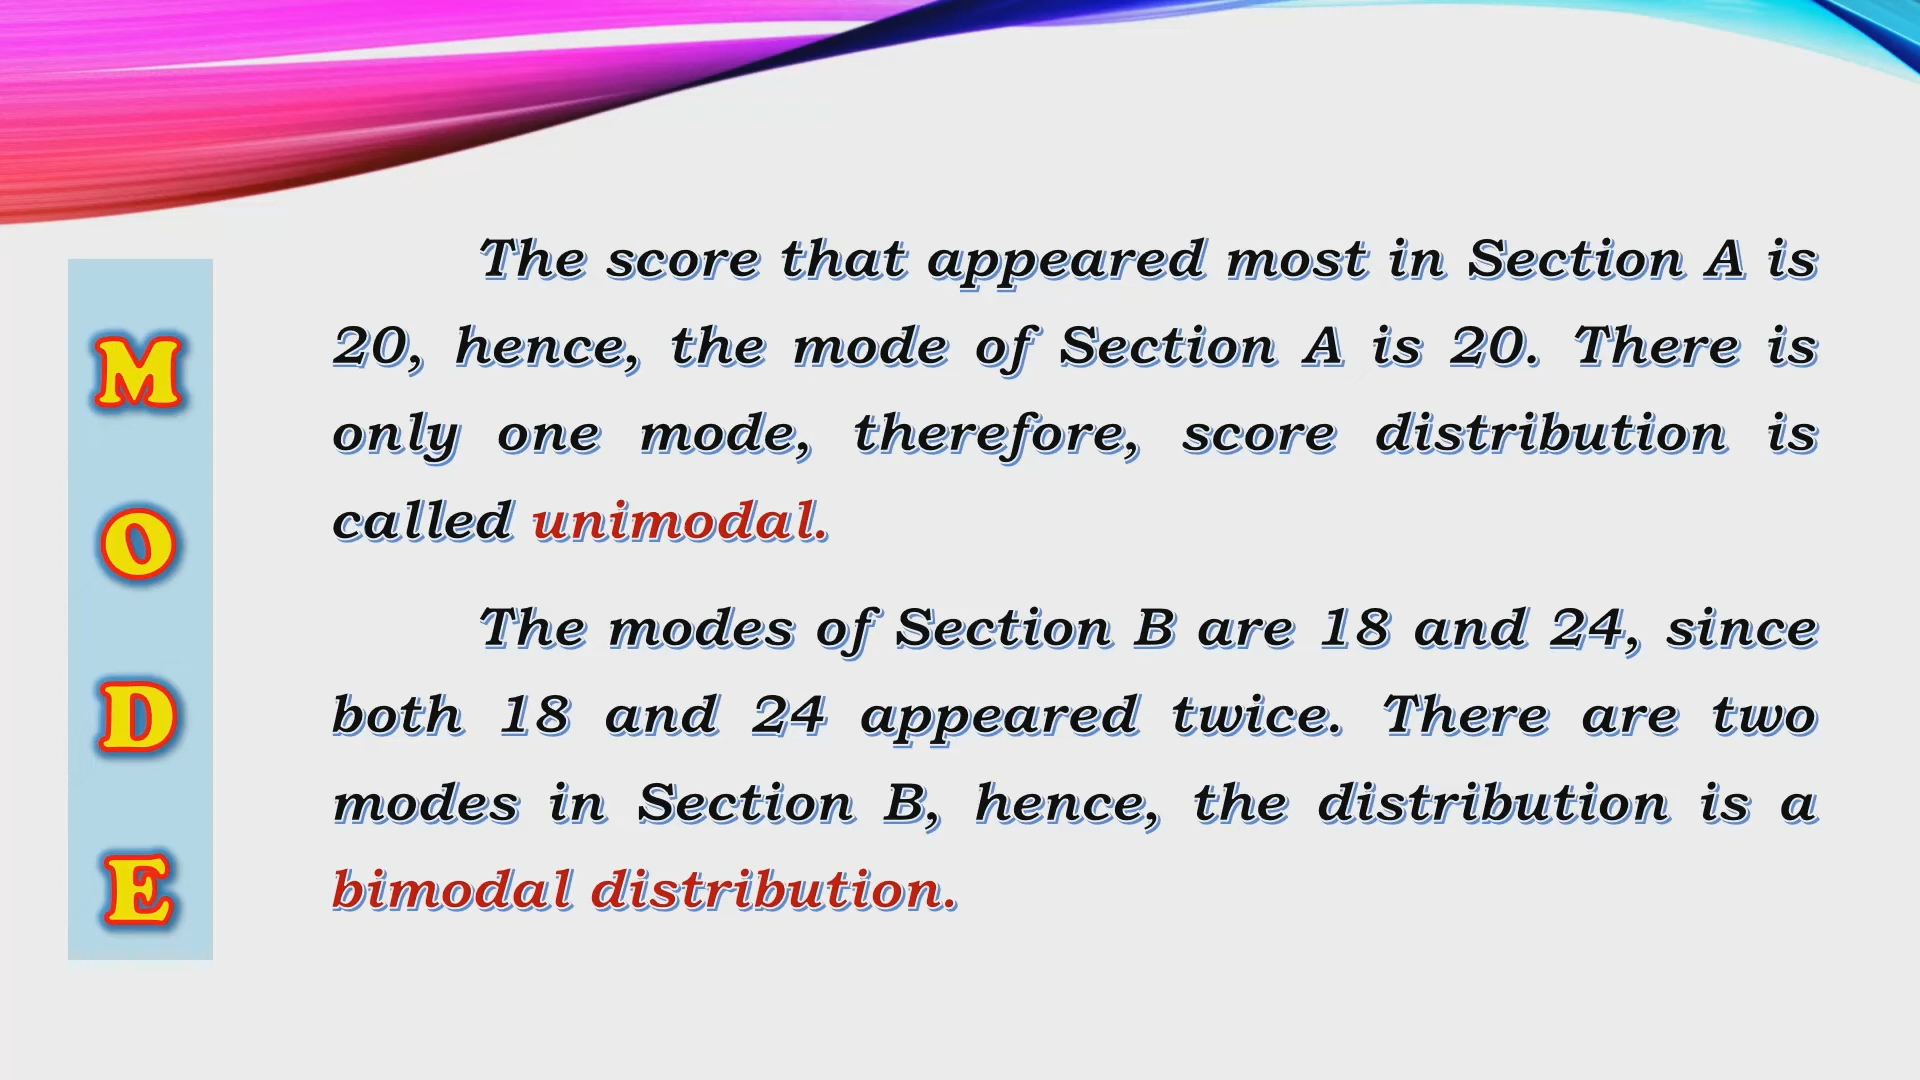 MODE
The score that appeared most in Section A is
20, hence, the mode of Section A is 20. There is
only one mode, therefore, score distribution is
called unimodal.
The modes of Section B are 18 and 24, since
both 18 and 24 appeared twice. There are two
modes in Section B, hence, the distribution is a
bimodal distribution.